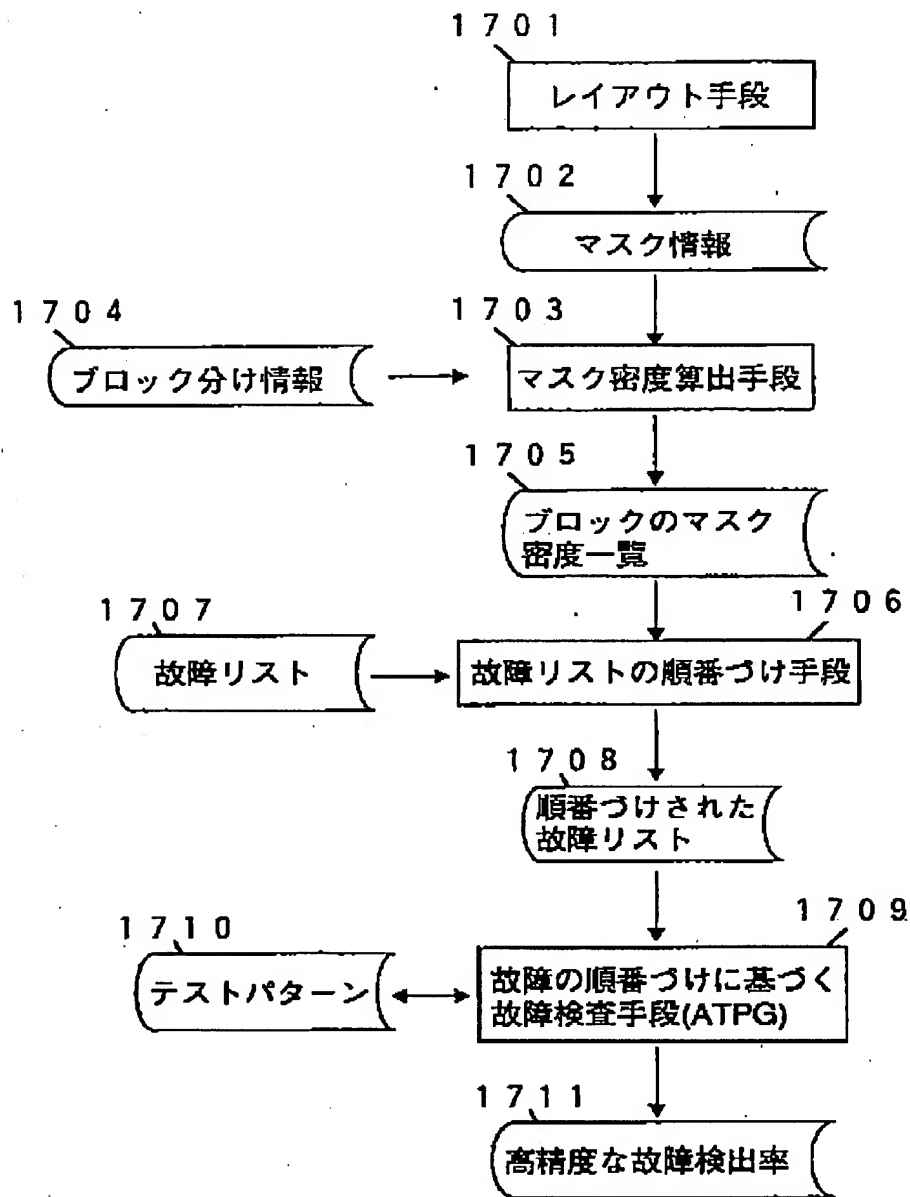 1701
レイアウト手段
1702
マスク情報
1704
ブロック分け情報
1703
マスク密度算出手段
1705
ブロックのマスク
密度一覧
1707
故障リスト
1706
故障リストの順番づけ手段
1708
順番づけされた
故障リスト
1710
テストパターン
1709
故障の順番づけに基づく
故障検査手段(ATPG)
1711
高精度な故障検出率